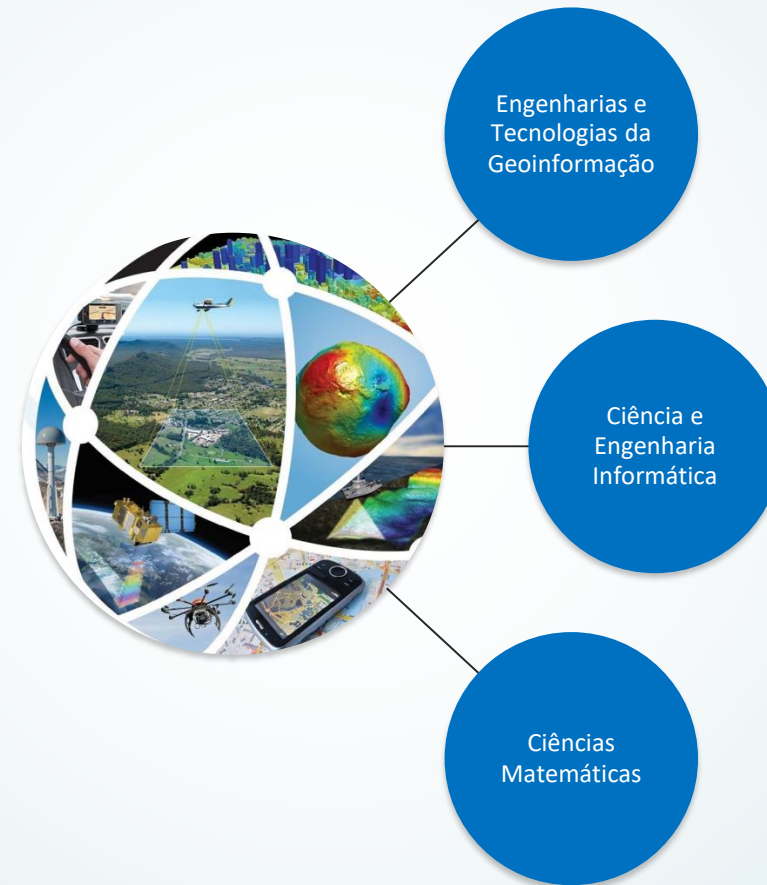 Engenharias e
Tecnologias da
Geoinformação
Ciência e
Engenharia
Informática
Ciências
Matemáticas